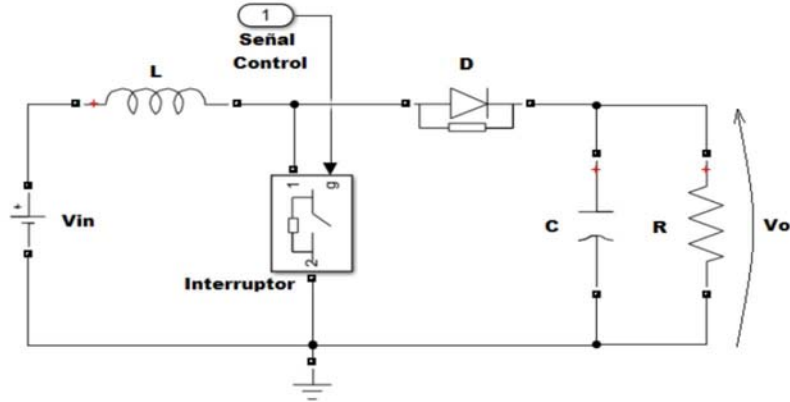 1
Señal
Control
L
D
+
1
g
2
+
Vin
Interruptor
+
C
+
R
Vo